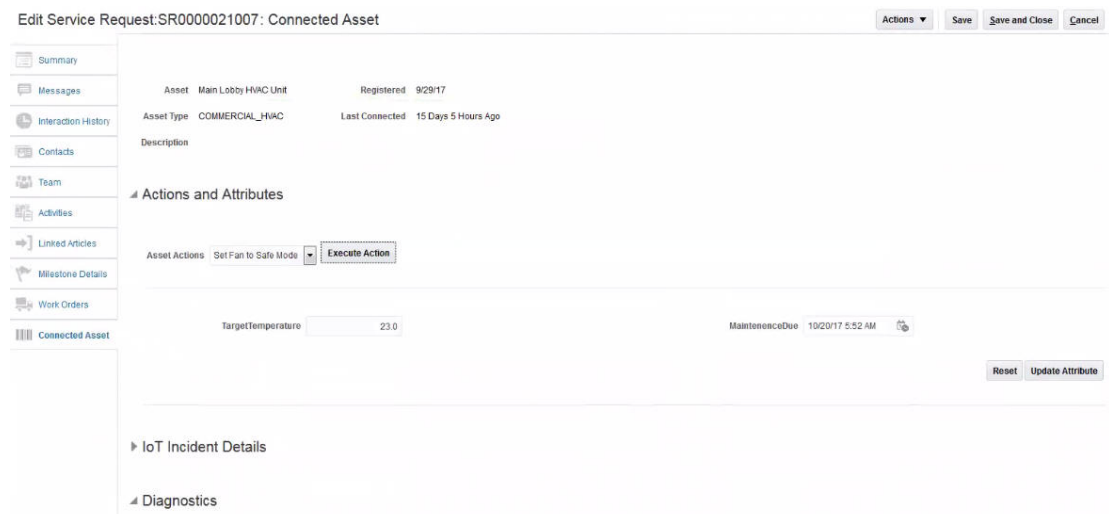 Edit Service Request:SR0000021007: Connected Asset
Actions Save Save and Close Cancel
Summary
Messages
Interaction History
Contacts
Team
Activities
Linked Articles
Milestone Details
Work Orders
Connected Asset
Asset Main Lobby HVAC Unit Registered 9/29/17
Asset Type COMMERCIAL_HVAC Last Connected 15 Days 5 Hours Ago
Description
Actions and Attributes
Asset Actions Set Fan to Safe Mode Execute Action
TargetTemperature 23.0 MaintenenceDue 10/20/17 5:52 AM
Reset Update Attribute
IoT Incident Details
Diagnostics